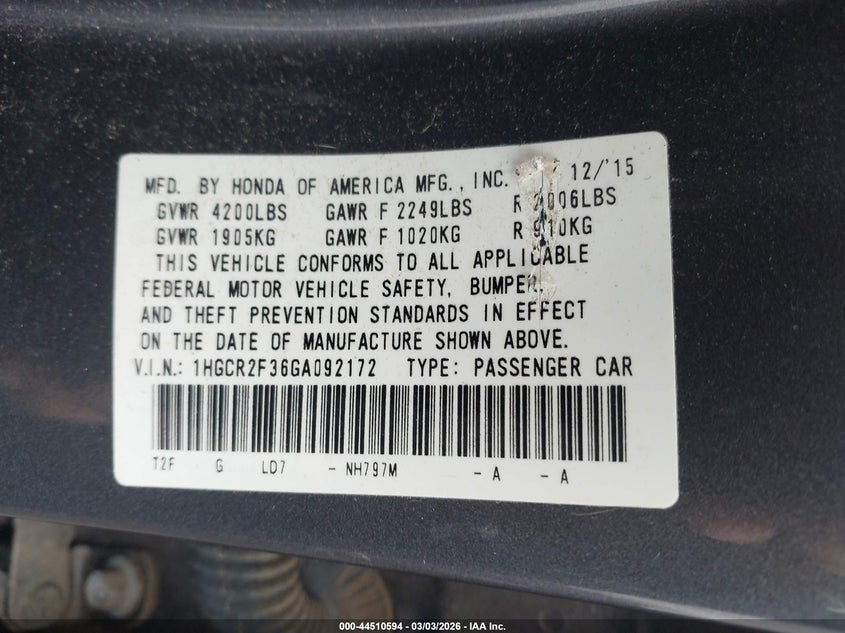 MFD. BY HONDA OF AMERICA MFG., INC. 12/'15
GVWR 4200LBS GAWR F 2249LBS R 2006LBS
GVWR 1905KG GAWR F 1020KG R 910KG
THIS VEHICLE CONFORMS TO ALL APPLICABLE
FEDERAL MOTOR VEHICLE SAFETY, BUMPER,
AND THEFT PREVENTION STANDARDS IN EFFECT
ON THE DATE OF MANUFACTURE SHOWN ABOVE.
V.I.N.: 1HGCR2F36GA092172 TYPE: PASSENGER CAR
T2F G LD7 - NH797M - A - A
000-44510594 — 03/03/2026 — IAA Inc.